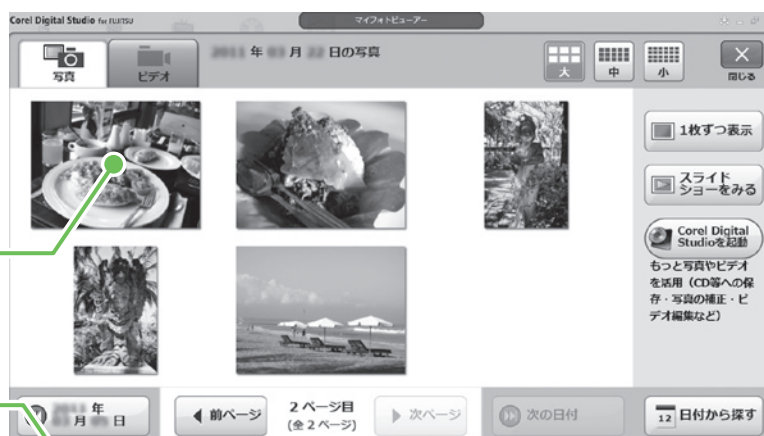 Corel Digital Studio for FUJITSU
マイフォトビューアー
写真
ビデオ
年 月 日の写真
大
中
小
閉じる
1枚ずつ表示
スライド
ショーをみる
Corel Digital
Studioを起動
もっと写真やビデオ
を活用（CD等への保
存・写真の補正・ビ
デオ編集など）
年
月 日
前ページ
2 ページ目
(全 2 ページ)
次ページ
次の日付
12 日付から探す